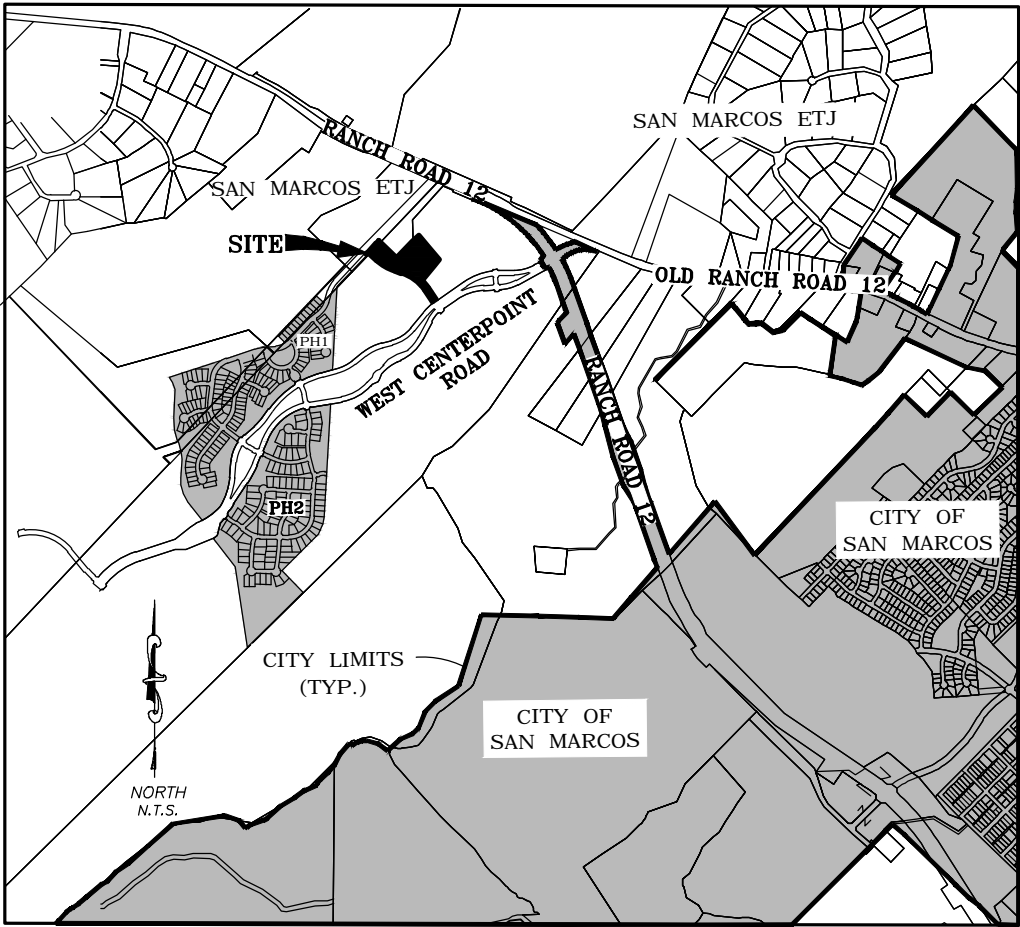 SAN MARCOS ETJ
RANCH ROAD 12
SAN MARCOS ETJ
SITE
OLD RANCH ROAD 12
WEST CENTERPOINT
ROAD
PH1
RANCH ROAD 12
PH2
CITY OF
SAN MARCOS
CITY LIMITS
(TYP.)
CITY OF
SAN MARCOS
NORTH
N.T.S.